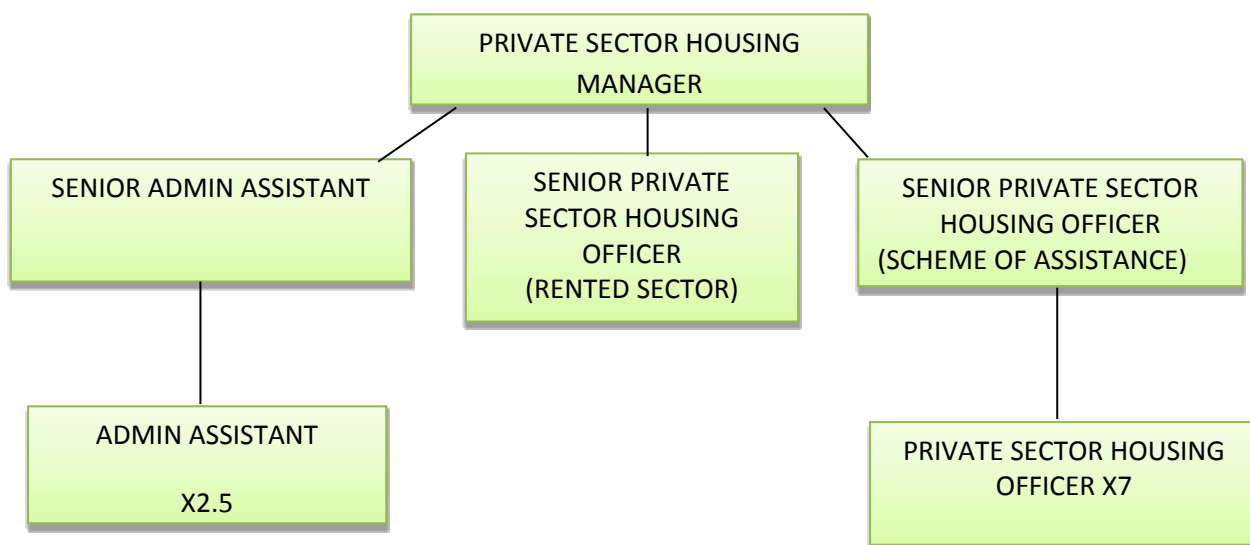 PRIVATE SECTOR HOUSING
MANAGER
SENIOR ADMIN ASSISTANT
SENIOR PRIVATE
SECTOR HOUSING
OFFICER
(RENTED SECTOR)
SENIOR PRIVATE SECTOR
HOUSING OFFICER
(SCHEME OF ASSISTANCE)
ADMIN ASSISTANT
X2.5
PRIVATE SECTOR HOUSING
OFFICER X7